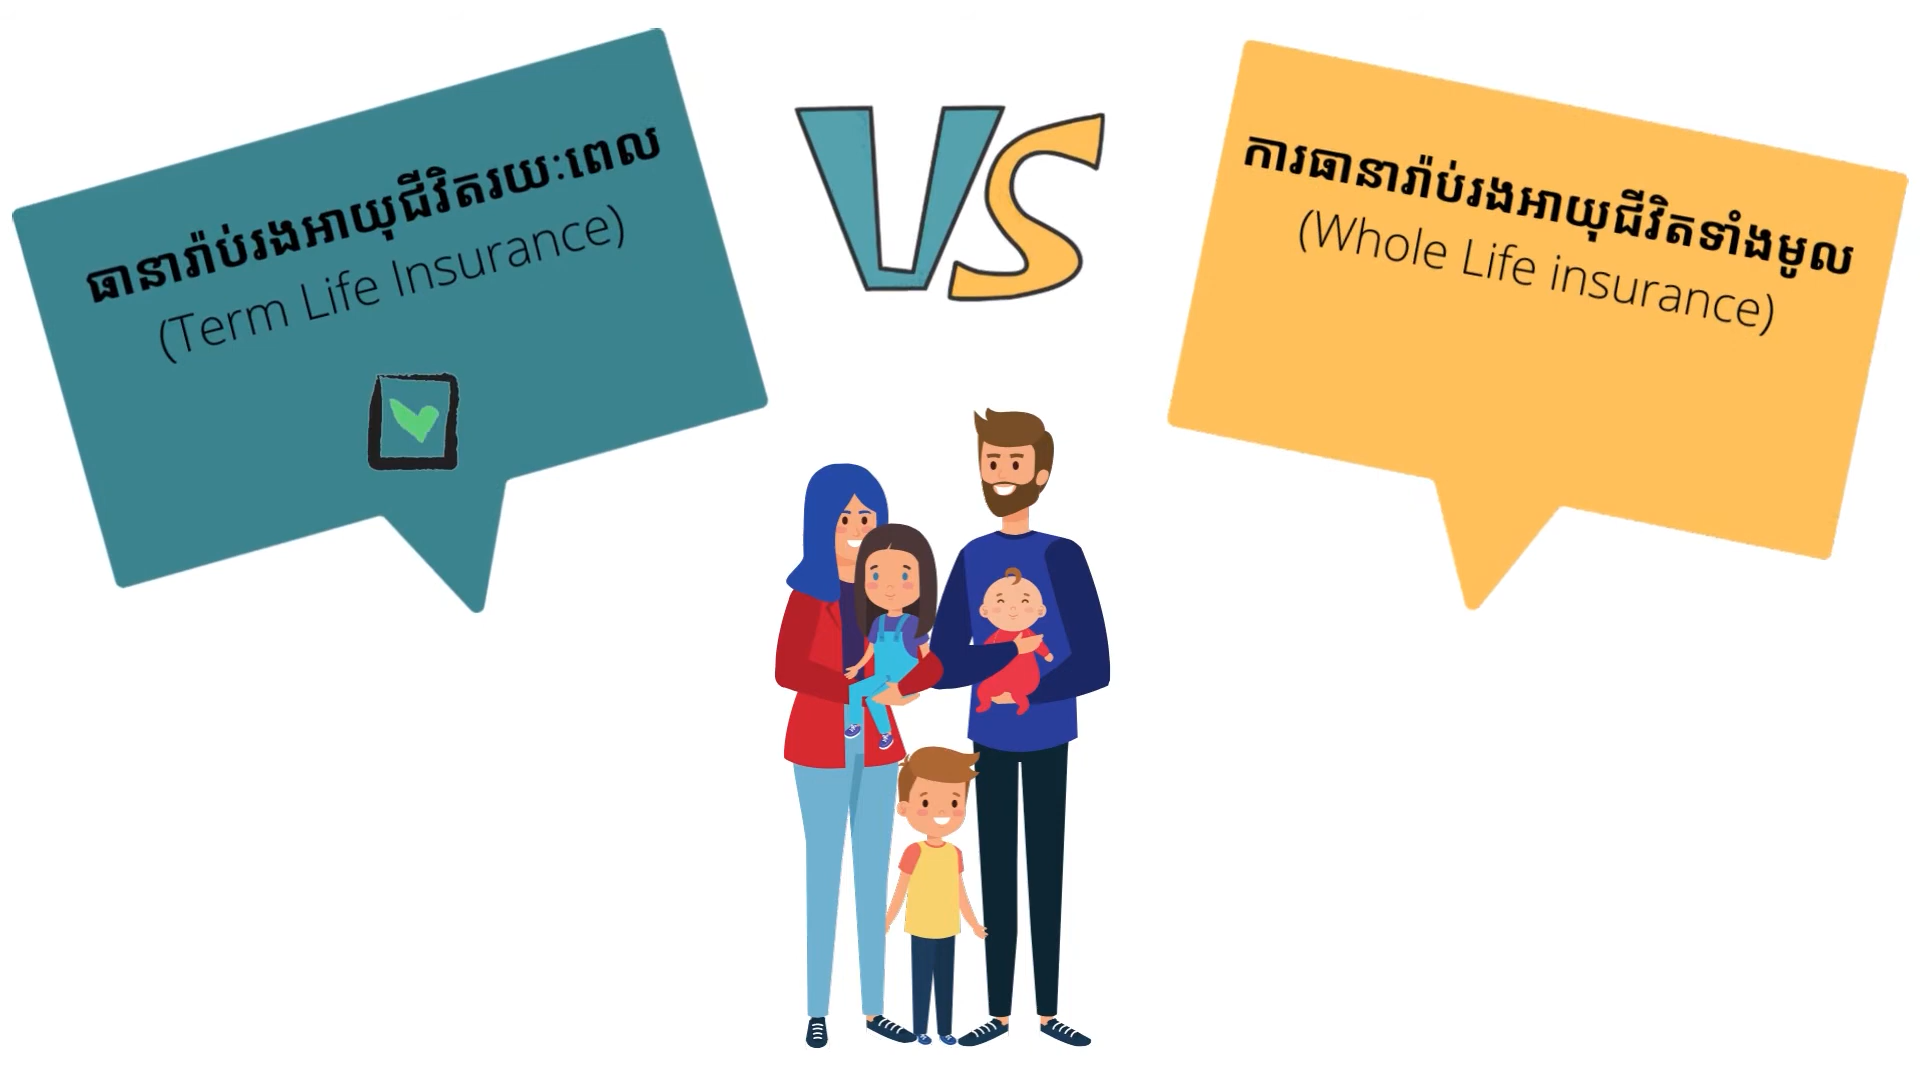 ធានារ៉ាប់រងអាយុជីវិតរយៈពេល
(Term Life Insurance)
VS
ការធានារ៉ាប់រងអាយុជីវិតទាំងមូល
(Whole Life insurance)